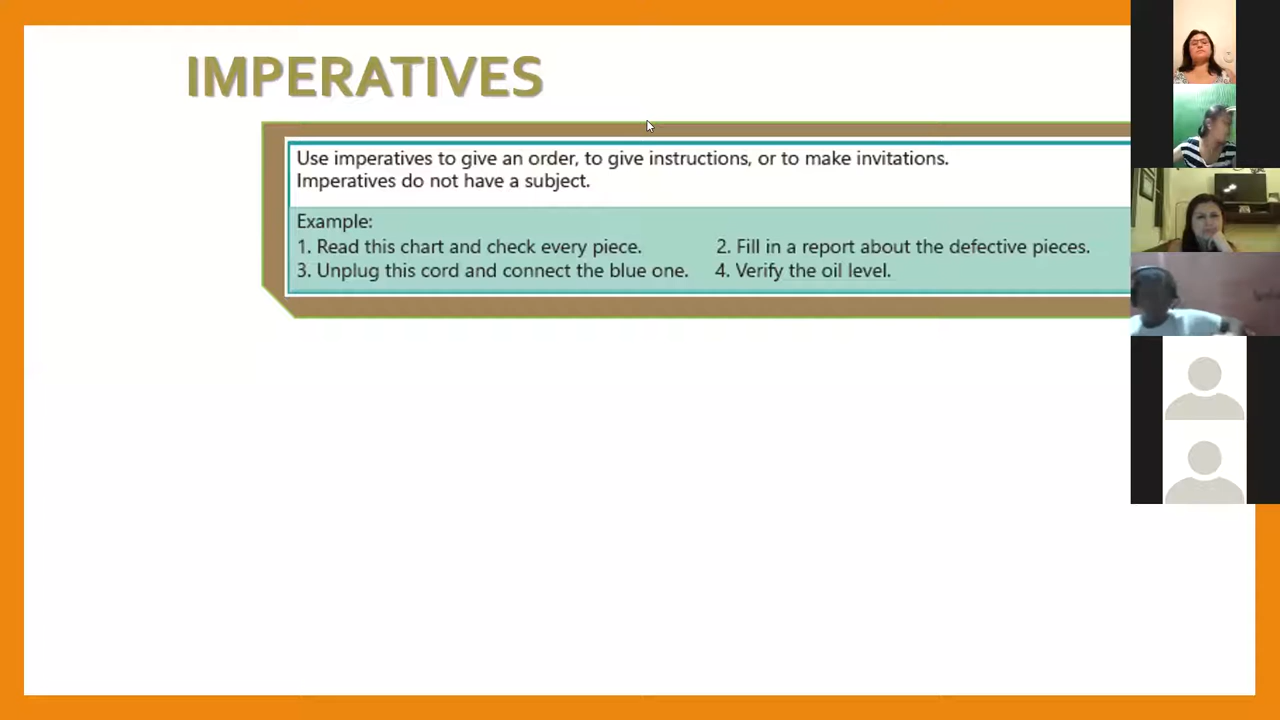 IMPERATIVES
Use imperatives to give an order, to give instructions, or to make invitations.
Imperatives do not have a subject.
Example:
1. Read this chart and check every piece. 2. Fill in a report about the defective pieces.
3. Unplug this cord and connect the blue one. 4. Verify the oil level.